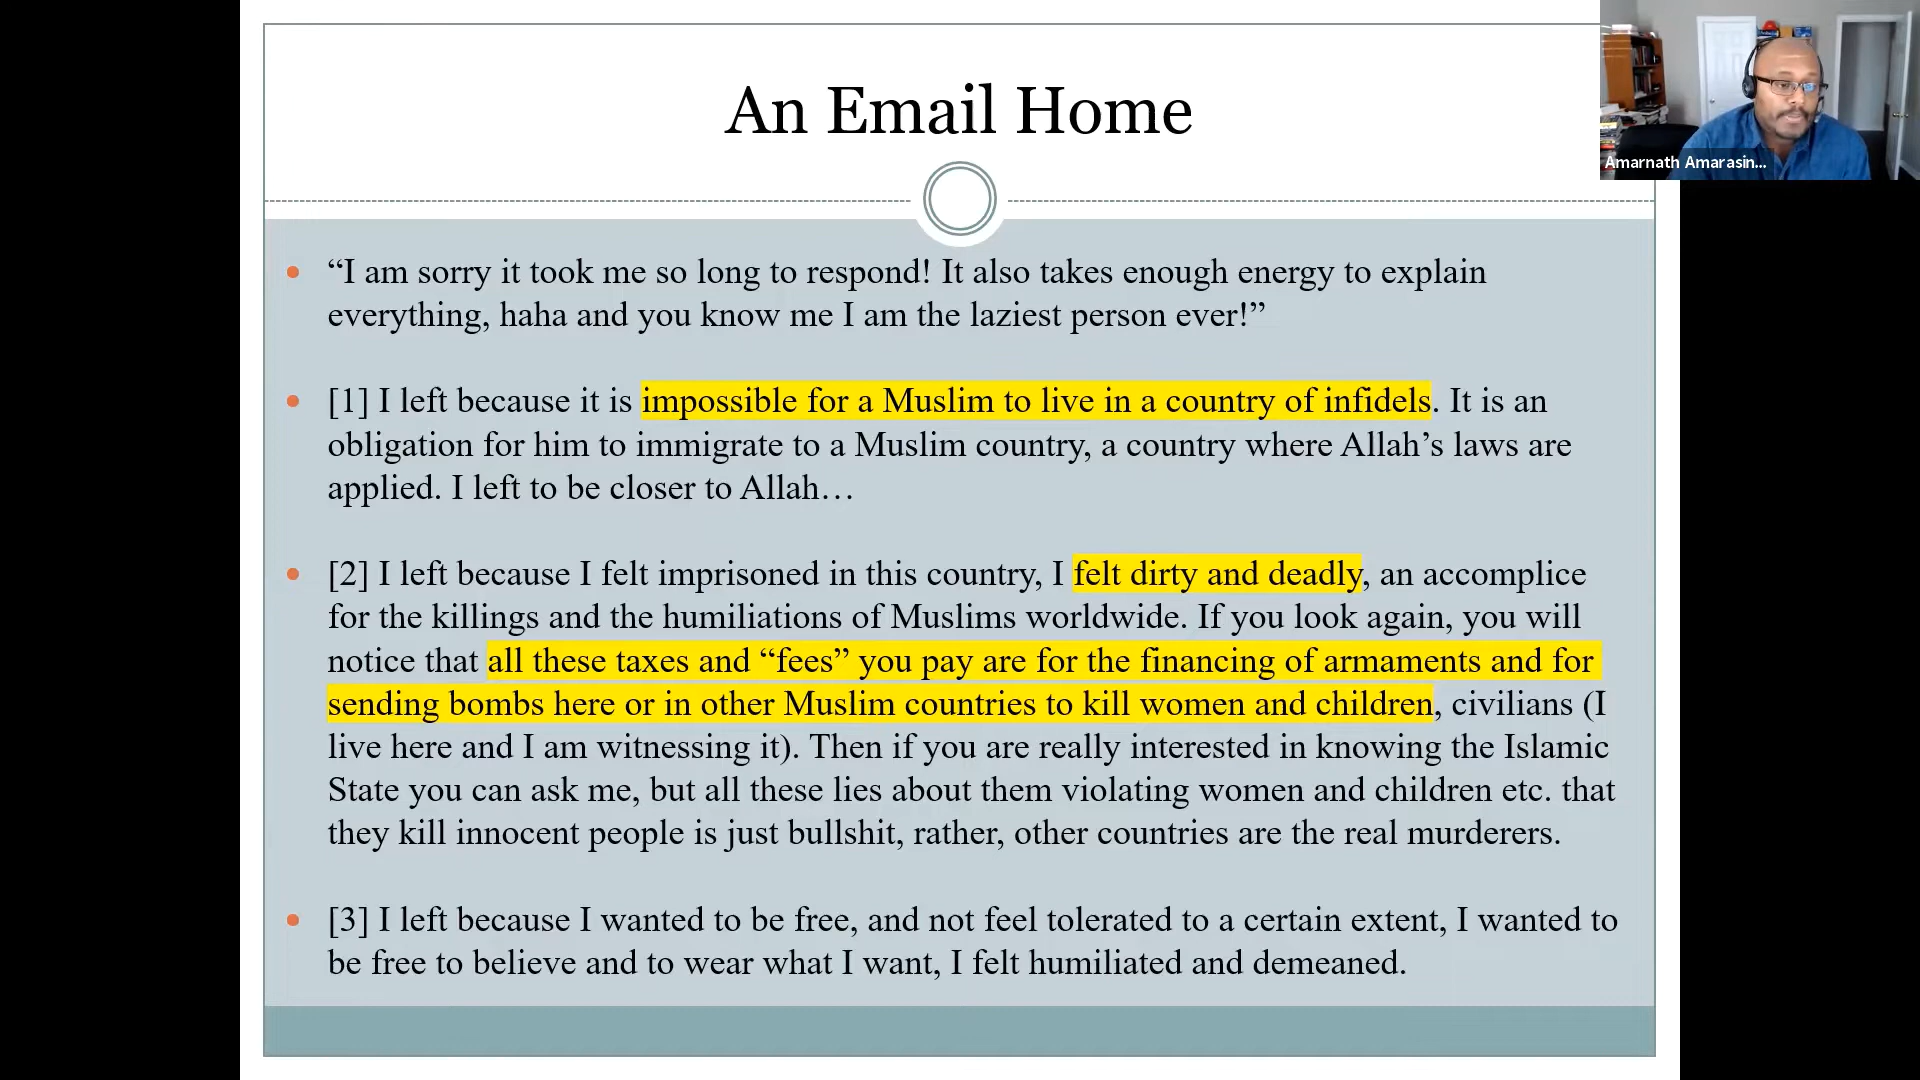 An Email Home
Amarnath Amarasin...
“I am sorry it took me so long to respond! It also takes enough energy to explain
everything, haha and you know me I am the laziest person ever!”
[1] I left because it is impossible for a Muslim to live in a country of infidels. It is an
obligation for him to immigrate to a Muslim country, a country where Allah’s laws are
applied. I left to be closer to Allah…
[2] I left because I felt imprisoned in this country, I felt dirty and deadly, an accomplice
for the killings and the humiliations of Muslims worldwide. If you look again, you will
notice that all these taxes and “fees” you pay are for the financing of armaments and for
sending bombs here or in other Muslim countries to kill women and children, civilians (I
live here and I am witnessing it). Then if you are really interested in knowing the Islamic
State you can ask me, but all these lies about them violating women and children etc. that
they kill innocent people is just bullshit, rather, other countries are the real murderers.
[3] I left because I wanted to be free, and not feel tolerated to a certain extent, I wanted to
be free to believe and to wear what I want, I felt humiliated and demeaned.